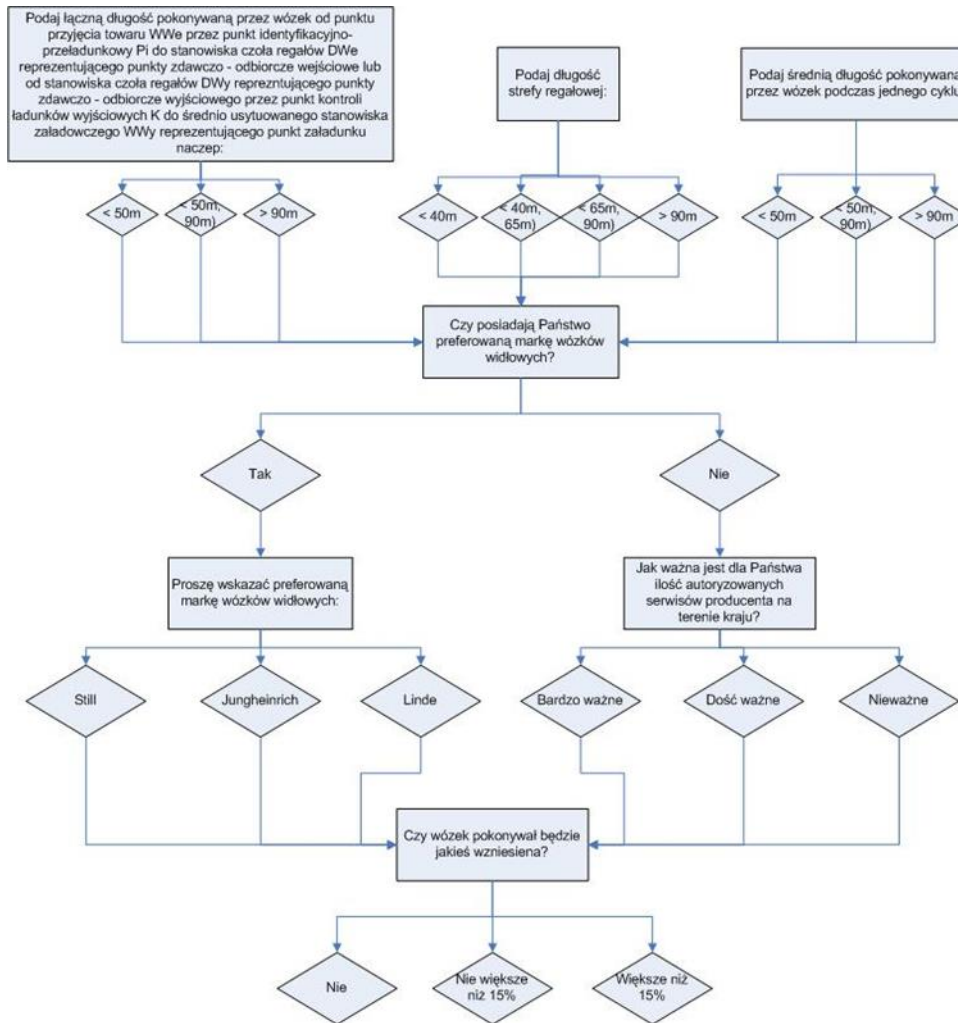 Podaj łączną długość pokonywaną przez wózek od punktu
przyjęcia towaru WWe przez punkt identyfikacyjno-
przeładunkowy Pi do stanowiska czoła regałów DWe
reprezentującego punkty zdawczo - odbiorcze wejściowe lub
od stanowiska czoła regałów DWy reprezntującego punkty
zdawczo - odbiorcze wyjściowego przez punkt kontroli
ładunków wyjściowych K do średnio usytuowanego stanowiska
załadowczego WWy reprezentującego punkt załadunku
naczep:
< 50m
< 50m,
90m)
> 90m
Podaj długość
strefy regałowej:
< 40m
< 40m,
65m)
< 65m,
90m)
> 90m
Podaj średnią długość pokonywaną
przez wózek podczas jednego cyklu
< 50m
< 50m,
90m)
> 90m
Czy posiadają Państwo
preferowaną markę wózków
widłowych?
Tak
Nie
Proszę wskazać preferowaną
markę wózków widłowych:
Jak ważna jest dla Państwa
ilość autoryzowanych
serwisów producenta na
terenie kraju?
Still
Jungheinrich
Linde
Bardzo ważne
Dość ważne
Nieważne
Czy wózek pokonywał będzie
jakieś wzniesiena?
Nie
Nie większe
niż 15%
Większe niż
15%